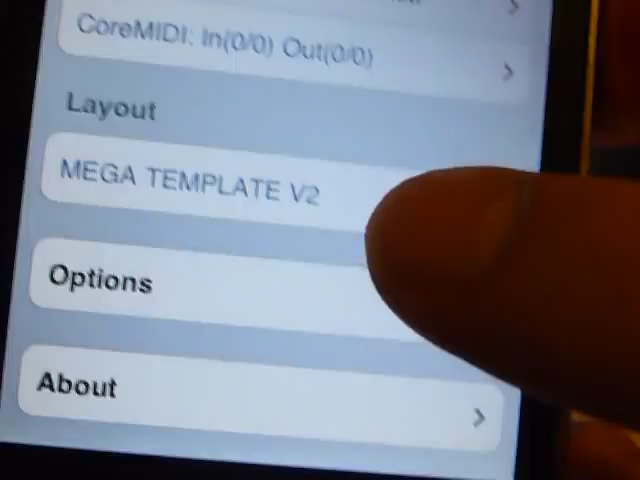 CoreMIDI: In(0/0) Out(0/0)
Layout
MEGA TEMPLATE V2
Options
About